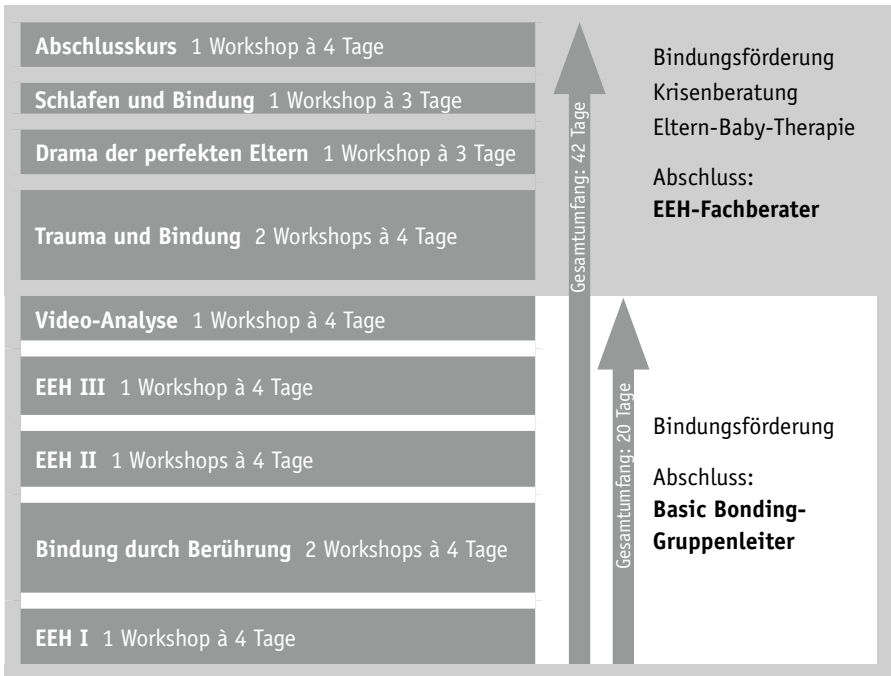 Abschlusskurs 1 Workshop à 4 Tage
Schlafen und Bindung 1 Workshop à 3 Tage
Drama der perfekten Eltern 1 Workshop à 3 Tage
Trauma und Bindung 2 Workshops à 4 Tage
Video-Analyse 1 Workshop à 4 Tage
EEH III 1 Workshop à 4 Tage
EEH II 1 Workshops à 4 Tage
Bindung durch Berührung 2 Workshops à 4 Tage
EEH I 1 Workshop à 4 Tage
Gesamtumfang: 42 Tage
Gesamtumfang: 20 Tage
Bindungsförderung
Krisenberatung
Eltern-Baby-Therapie
Abschluss:
EEH-Fachberater
Bindungsförderung
Abschluss:
Basic Bonding-
Gruppenleiter